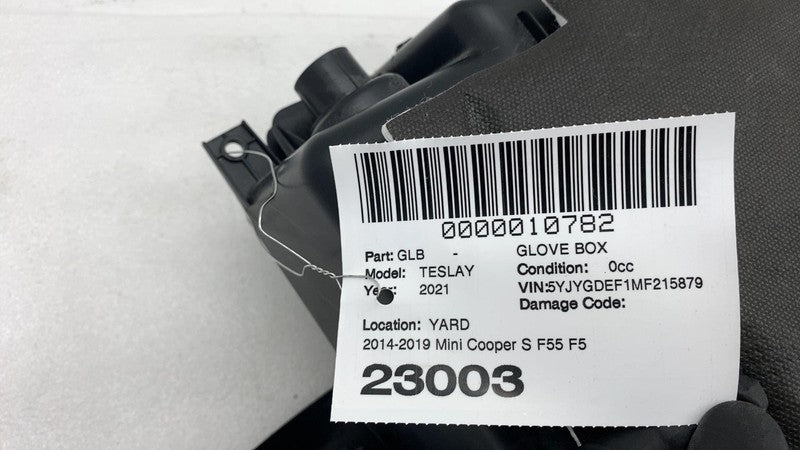 0000010782
Part: GLB - GLOVE BOX
Model: TESLAY Condition: 0cc
Year: 2021 VIN:5YJYGDEF1MF215879
Damage Code:
Location: YARD
2014-2019 Mini Cooper S F55 F5
23003